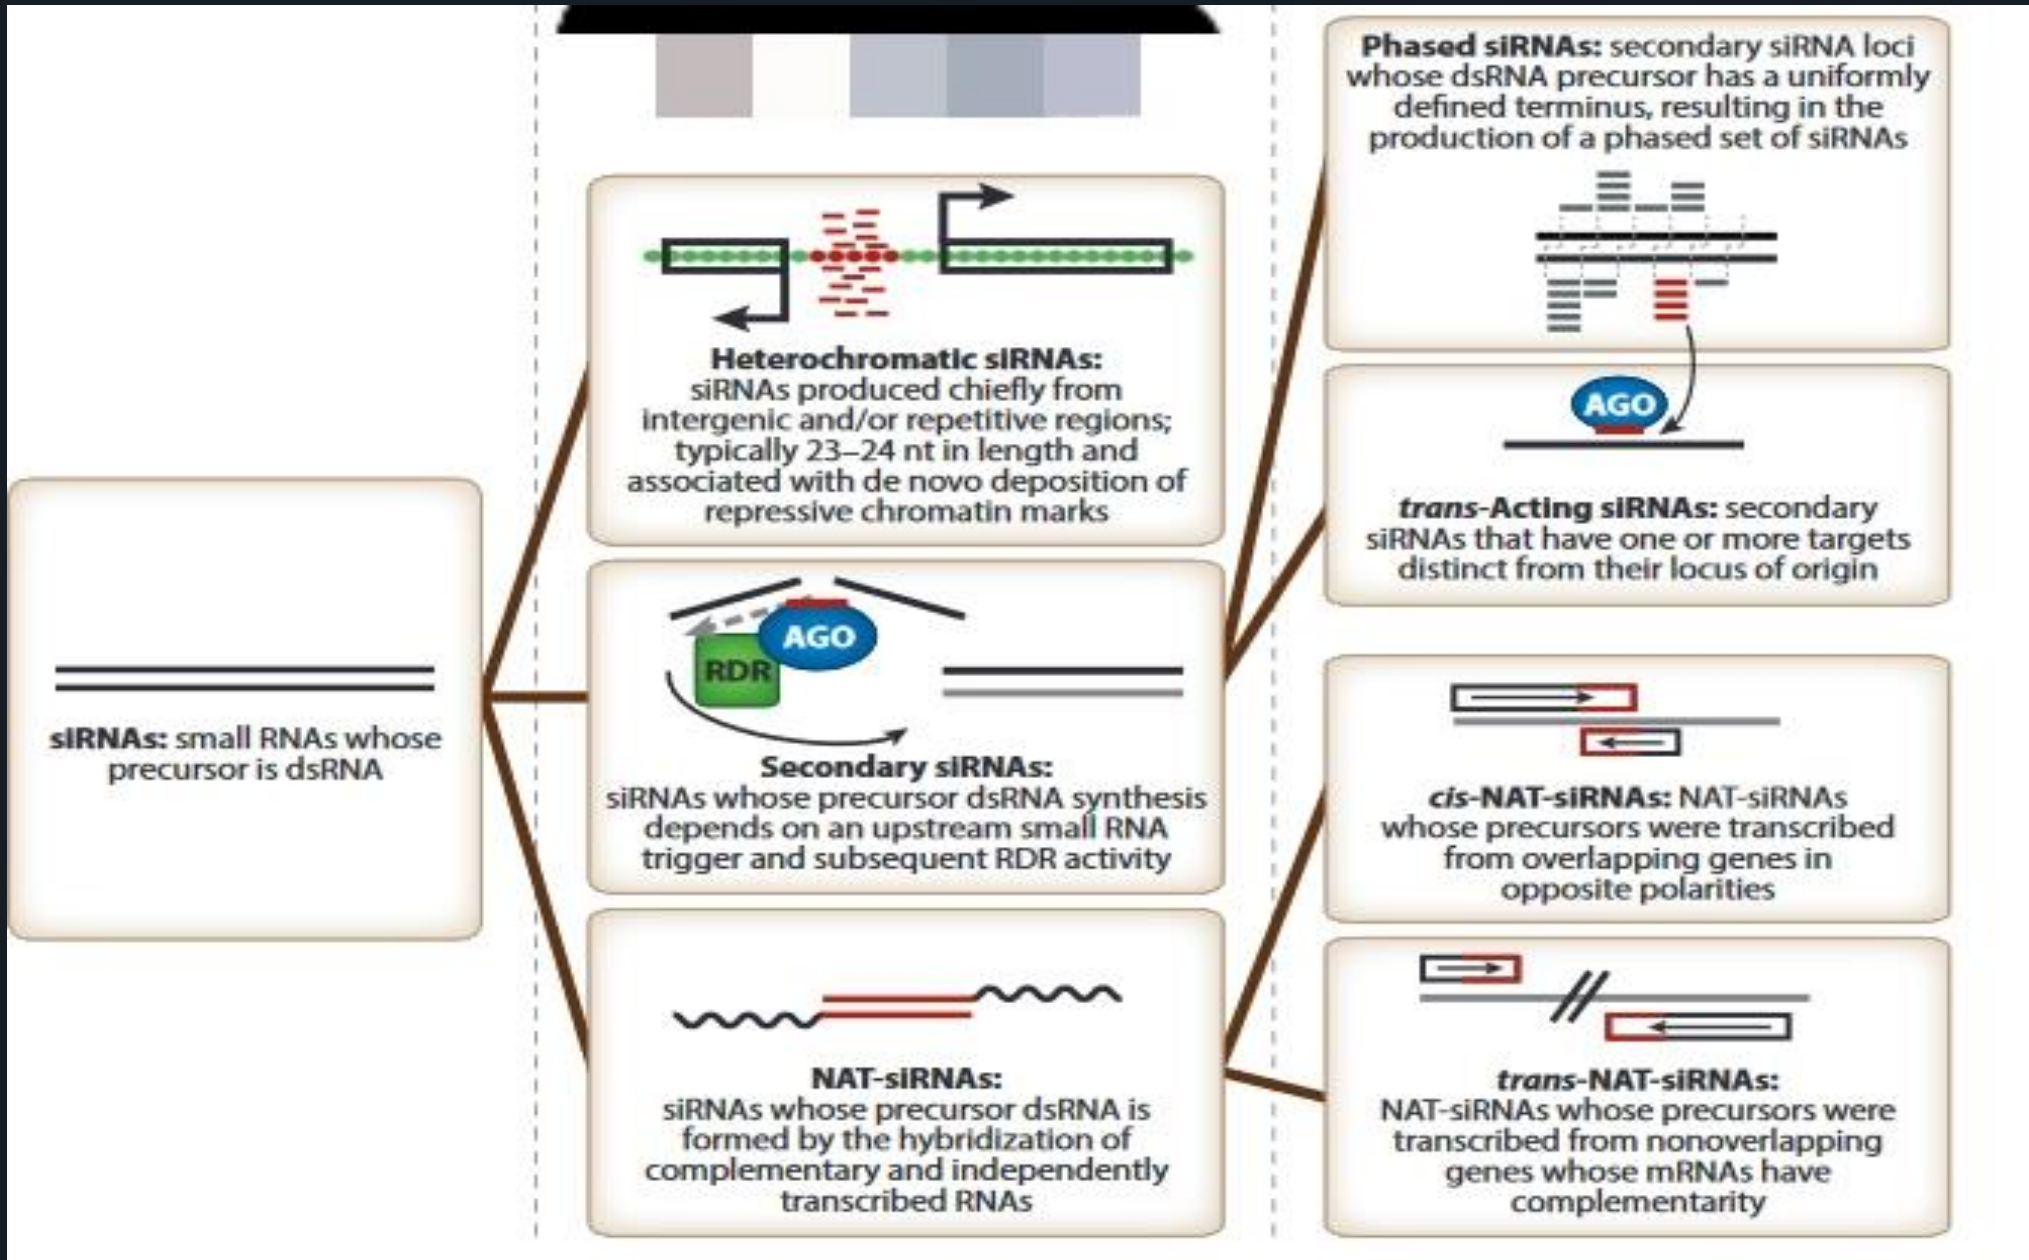 siRNAs: small RNAs whose
precursor is dsRNA
Heterochromatic siRNAs:
siRNAs produced chiefly from
intergenic and/or repetitive regions;
typically 23–24 nt in length and
associated with de novo deposition of
repressive chromatin marks
AGO
RDR
Secondary siRNAs:
siRNAs whose precursor dsRNA synthesis
depends on an upstream small RNA
trigger and subsequent RDR activity
NAT-siRNAs:
siRNAs whose precursor dsRNA is
formed by the hybridization of
complementary and independently
transcribed RNAs
Phased siRNAs: secondary siRNA loci
whose dsRNA precursor has a uniformly
defined terminus, resulting in the
production of a phased set of siRNAs
AGO
trans-Acting siRNAs: secondary
siRNAs that have one or more targets
distinct from their locus of origin
cis-NAT-siRNAs: NAT-siRNAs
whose precursors were transcribed
from overlapping genes in
opposite polarities
trans-NAT-siRNAs:
NAT-siRNAs whose precursors were
transcribed from nonoverlapping
genes whose mRNAs have
complementarity